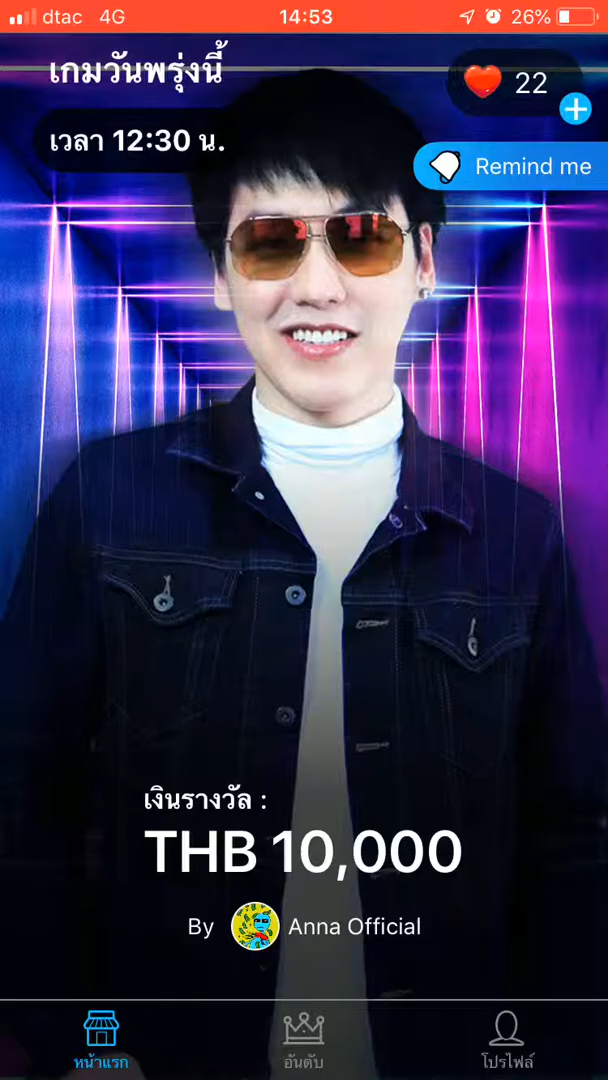 dtac 4G 14:53 26%
เกมวันพรุ่งนี้
22
เวลา 12:30 น.
Remind me
เงินรางวัล :
THB 10,000
By Anna Official
หน้าแรก อันดับ โปรไฟล์